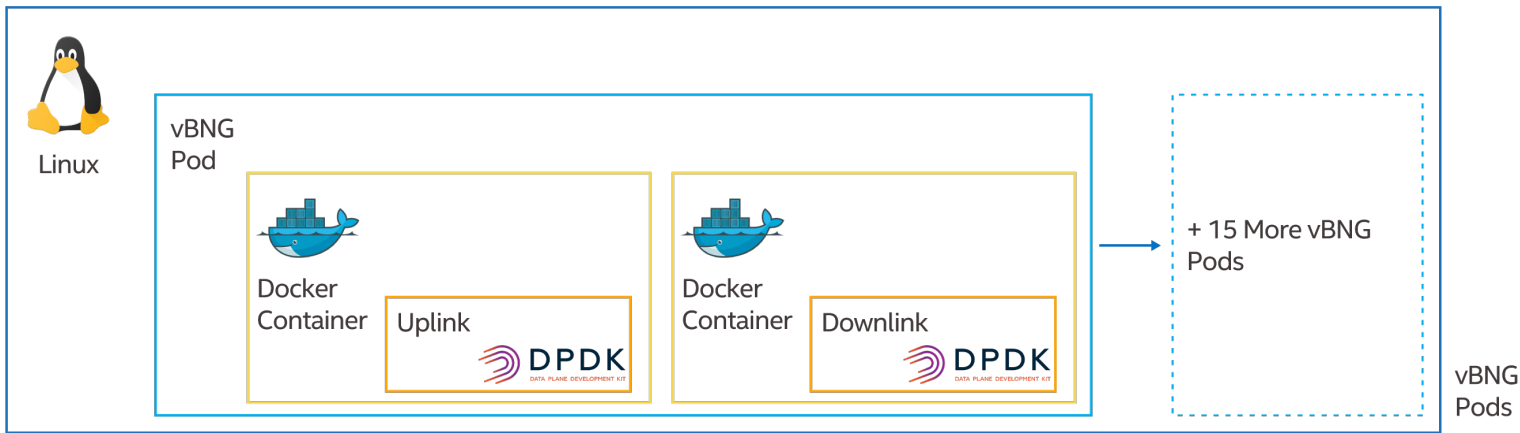 Linux
vBNG
Pod
Docker
Container
Uplink
DPDK
DATA PLANE DEVELOPMENT KIT
Docker
Container
Downlink
DPDK
DATA PLANE DEVELOPMENT KIT
+ 15 More vBNG
Pods
vBNG
Pods